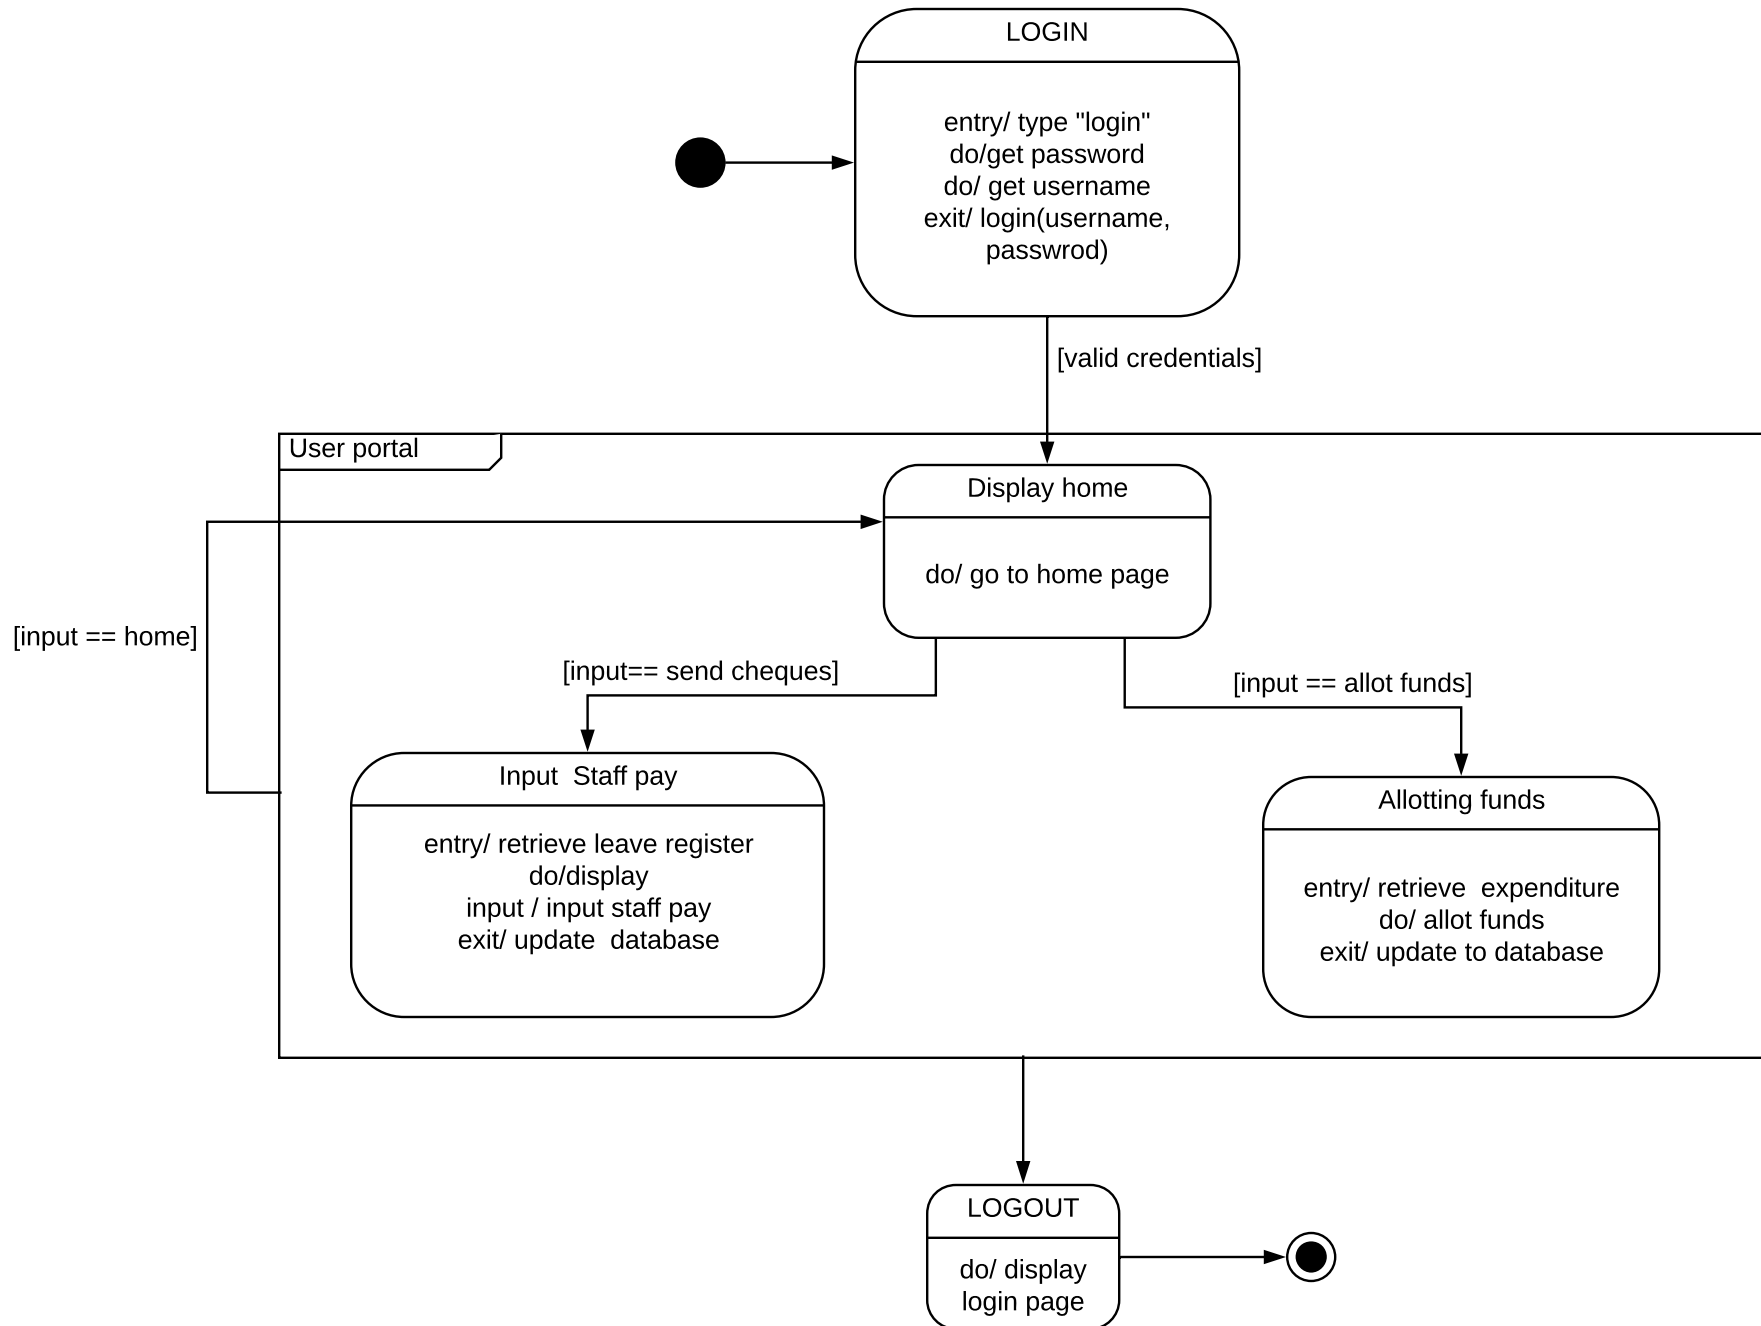 LOGIN
entry/ type "login"
do/get password
do/ get username
exit/ login(username,
passwrod)
[valid credentials]
User portal
Display home
do/ go to home page
[input == home]
[input== send cheques]
[input == allot funds]
Input  Staff pay
entry/ retrieve leave register
do/display
input / input staff pay
exit/ update  database
Allotting funds
entry/ retrieve  expenditure
do/ allot funds
exit/ update to database
LOGOUT
do/ display
login page